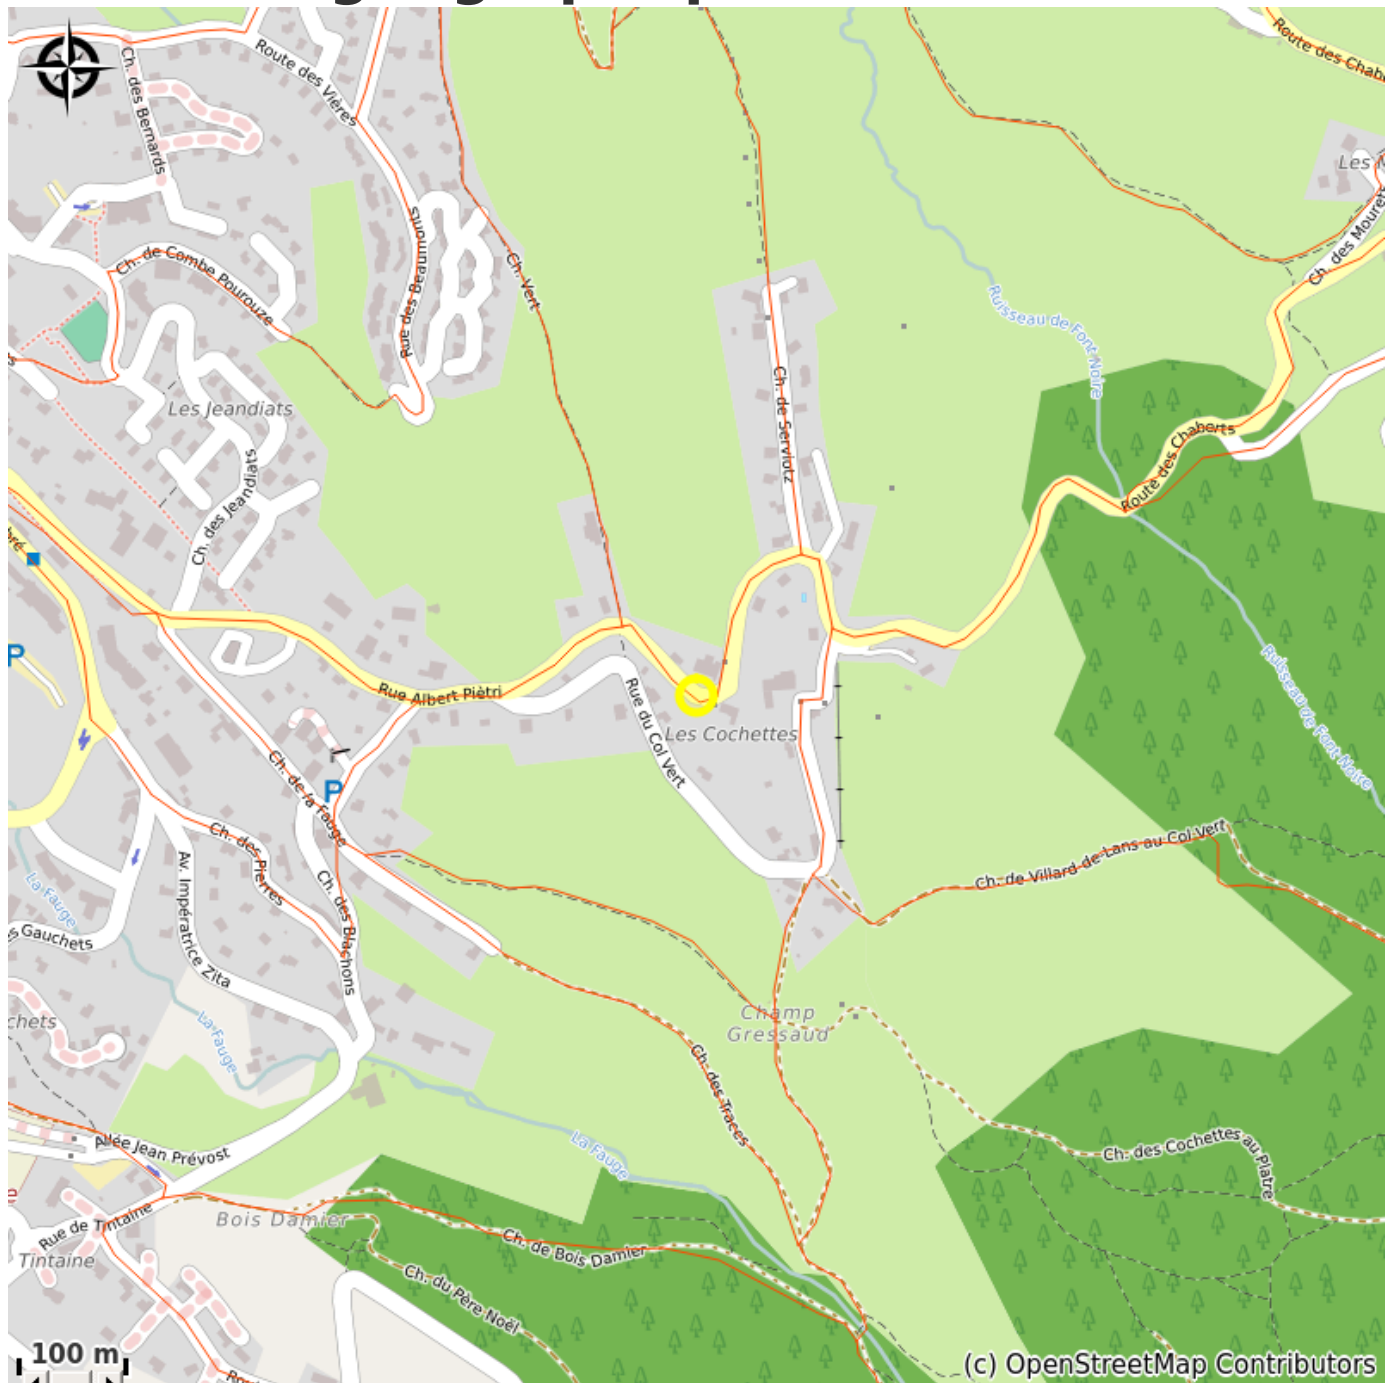 Route des Vières
Ch. des Bernards
Route des Chab
Les M
Ch. des Mourets
Ch. de Combe Pourouze
Rue des Beaumonts
Ch. Vert
Ruisseau de Font Noire
Les Jeandiats
Ch. de Serviotz
Route des Chaberts
Ch. des Jeandiats
bré
P
Ruisseau de Font Noire
Rue Albert Piètri
Rue du Col Vert
Les Cochettes
P
Ch. de la Fauge
Ch. des Pierres
Ch. de Villard de Lans au Col Vert
Av. Impératrice Zita
Ch. des Blachons
La Fauge
s Gauchets
La Fauge
chets
Champ
Gressaud
Ch. des Traces
Allée Jean Prévost
La Fauge
Ch. des Cochettes au Platre
Rue de Tintaine
Bois Damier
Tintaine
Ch. de Bois Damier
Ch. du Père Noël
100 m
(c) OpenStreetMap Contributors